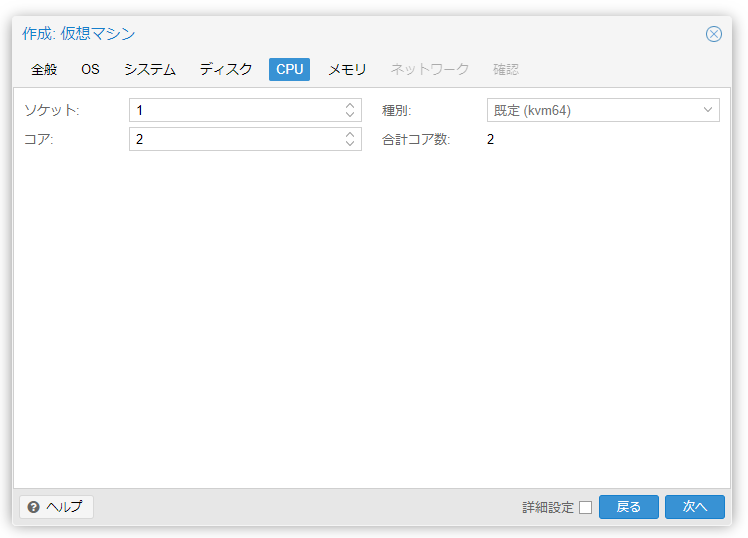 作成: 仮想マシン
全般 OS システム ディスク CPU メモリ ネットワーク 確認
ソケット: 1 種別: 既定 (kvm64)
コア: 2 合計コア数: 2
ヘルプ 詳細設定 戻る 次へ